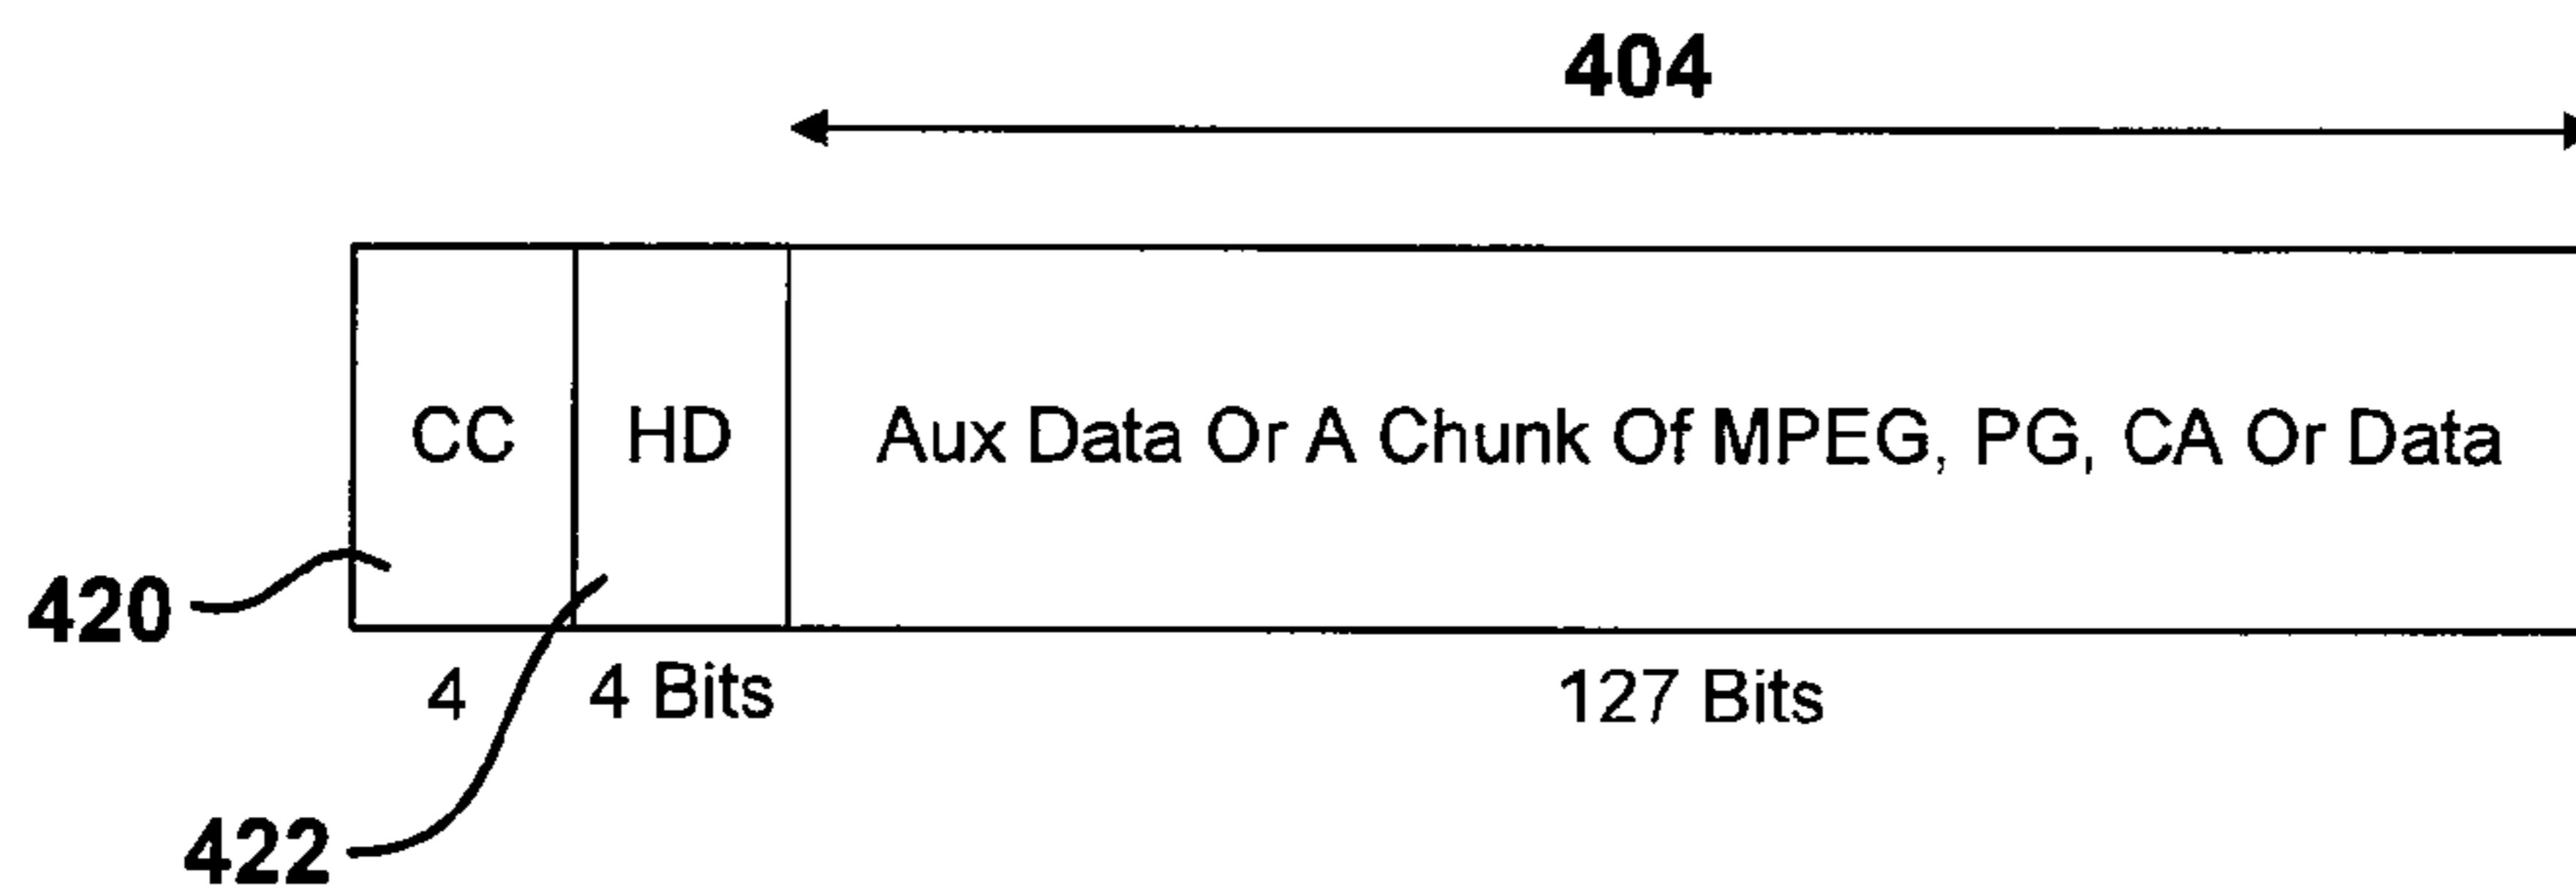 404
CC HD Aux Data Or A Chunk Of MPEG, PG, CA Or Data
420
4 4 Bits 127 Bits
422